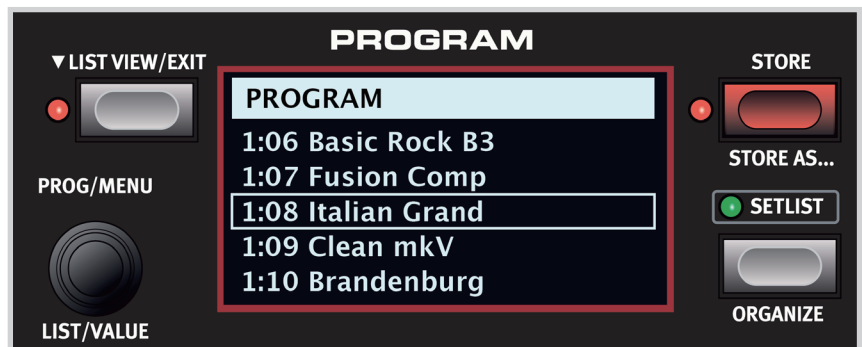 PROGRAM
▼LIST VIEW/EXIT
STORE
PROGRAM
1:06 Basic Rock B3
1:07 Fusion Comp
1:08 Italian Grand
1:09 Clean mkV
1:10 Brandenburg
STORE AS...
PROG/MENU
SETLIST
ORGANIZE
LIST/VALUE